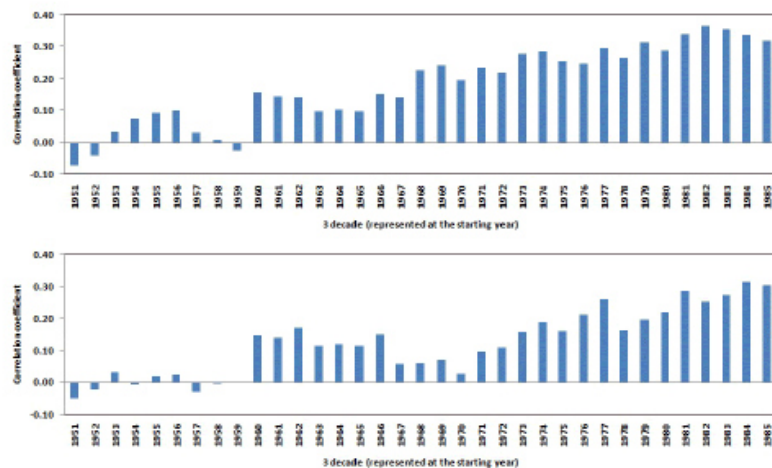 0.40
0.30
0.20
0.10
0.00
-0.10
Correlation coefficient
1951 1952 1953 1954 1955 1956 1957 1958 1959 1960 1961 1962 1963 1964 1965 1966 1967 1968 1969 1970 1971 1972 1973 1974 1975 1976 1977 1978 1979 1980 1981 1982 1983 1984 1985
3 decade (represented at the starting year)
0.40
0.30
0.20
0.10
0.00
-0.10
Correlation coefficient
1951 1952 1953 1954 1955 1956 1957 1958 1959 1960 1961 1962 1963 1964 1965 1966 1967 1968 1969 1970 1971 1972 1973 1974 1975 1976 1977 1978 1979 1980 1981 1982 1983 1984 1985
3 decade (represented at the starting year)